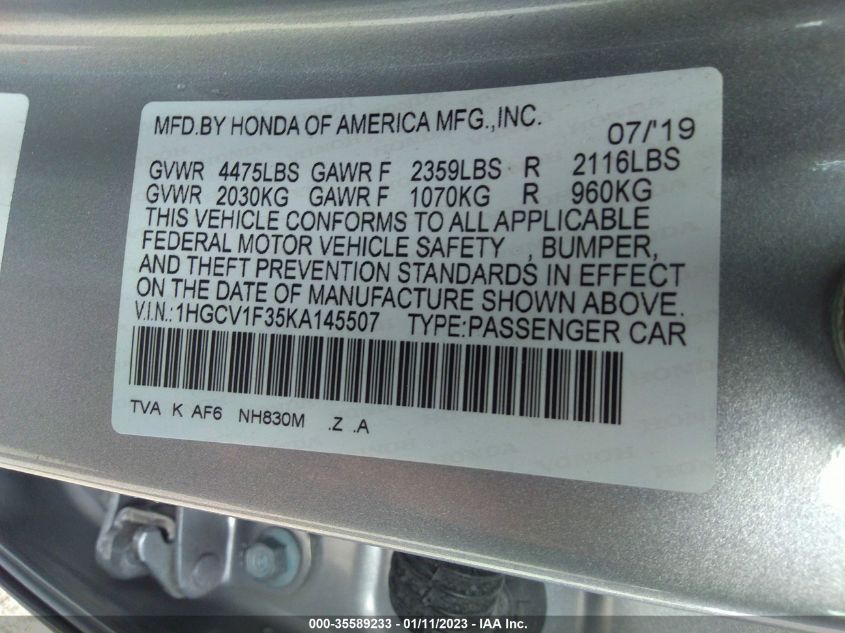 MFD.BY HONDA OF AMERICA MFG.,INC. 07/'19
GVWR 4475LBS GAWR F 2359LBS R 2116LBS
GVWR 2030KG GAWR F 1070KG R 960KG
THIS VEHICLE CONFORMS TO ALL APPLICABLE
FEDERAL MOTOR VEHICLE SAFETY , BUMPER,
AND THEFT PREVENTION STANDARDS IN EFFECT
ON THE DATE OF MANUFACTURE SHOWN ABOVE.
V.I.N.:1HGCV1F35KA145507 TYPE:PASSENGER CAR
TVA K AF6 NH830M .Z .A
000-35589233 - 01/11/2023 - IAA Inc.